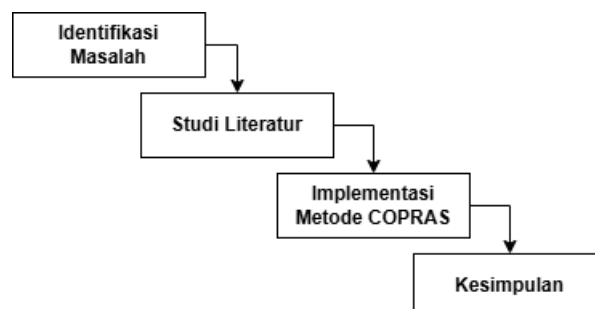 Identifikasi
Masalah
Studi Literatur
Implementasi
Metode COPRAS
Kesimpulan